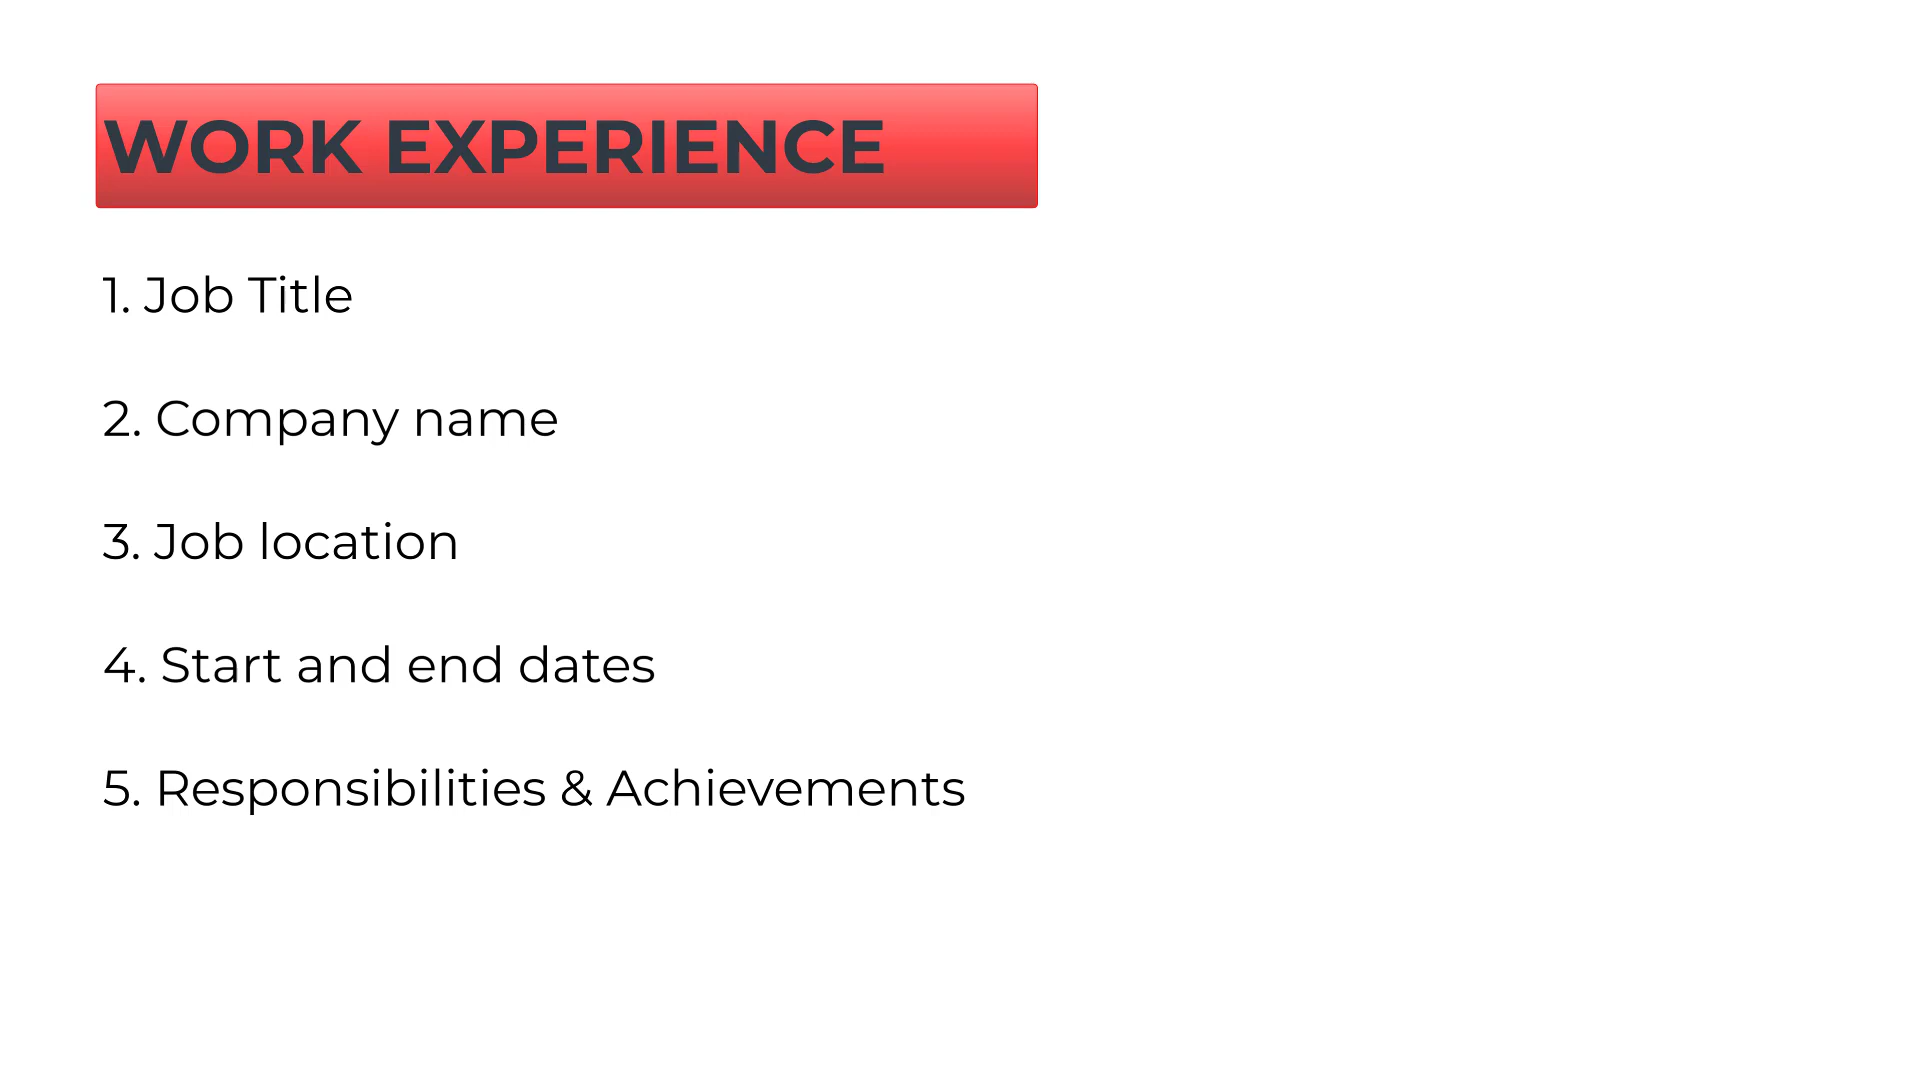 WORK EXPERIENCE
1. Job Title
2. Company name
3. Job location
4. Start and end dates
5. Responsibilities & Achievements